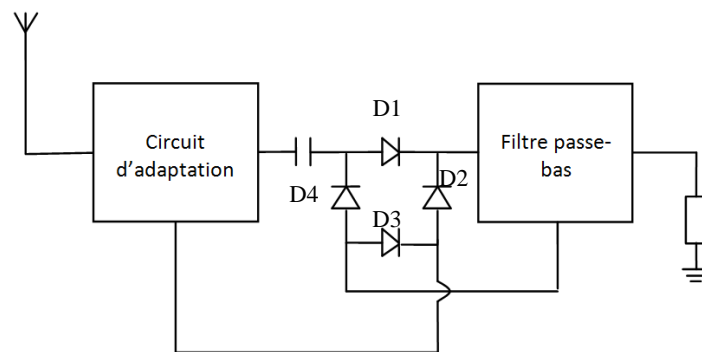 Circuit
d’adaptation
D1
D4
D3
D2
Filtre passe-
bas